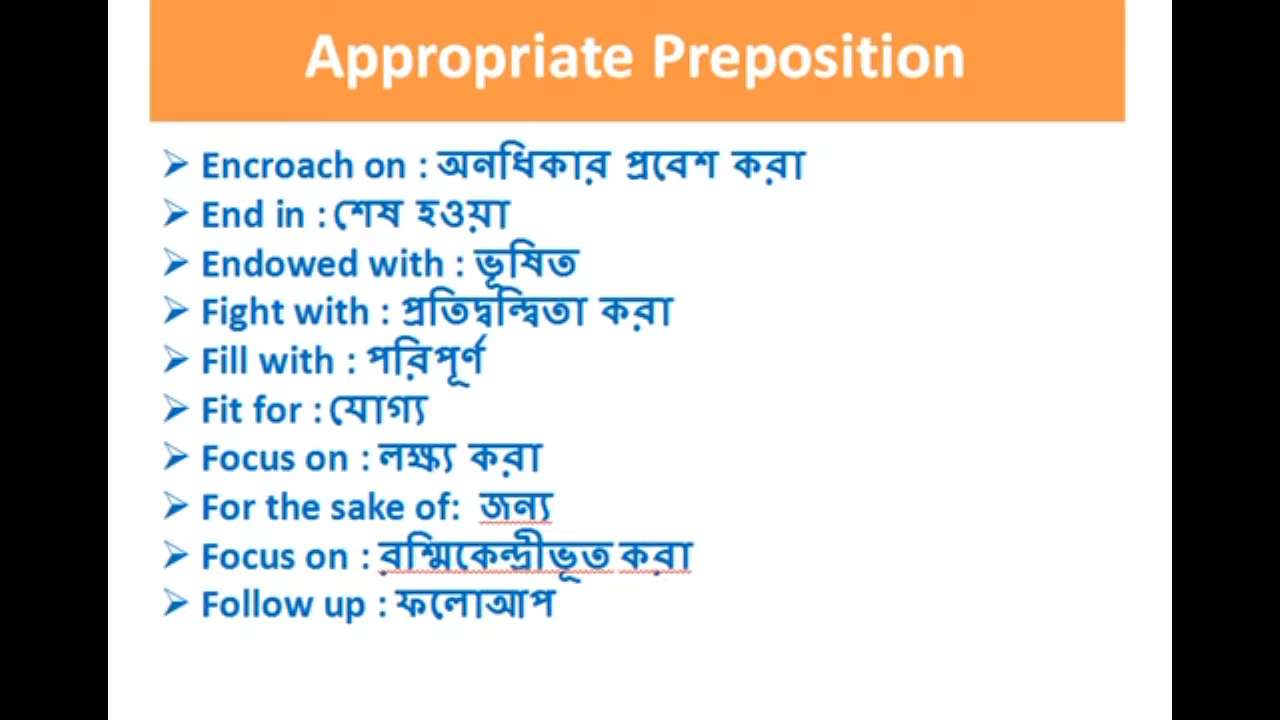 Appropriate Preposition
➢ Encroach on : অনধিকার প্রবেশ করা
➢ End in : শেষ হওয়া
➢ Endowed with : ভূষিত
➢ Fight with : প্রতিদ্বন্দ্বিতা করা
➢ Fill with : পরিপূর্ণ
➢ Fit for : যোগ্য
➢ Focus on : লক্ষ্য করা
➢ For the sake of: জন্য
➢ Focus on : রশ্মিকেন্দ্রীভূত করা
➢ Follow up : ফলোআপ